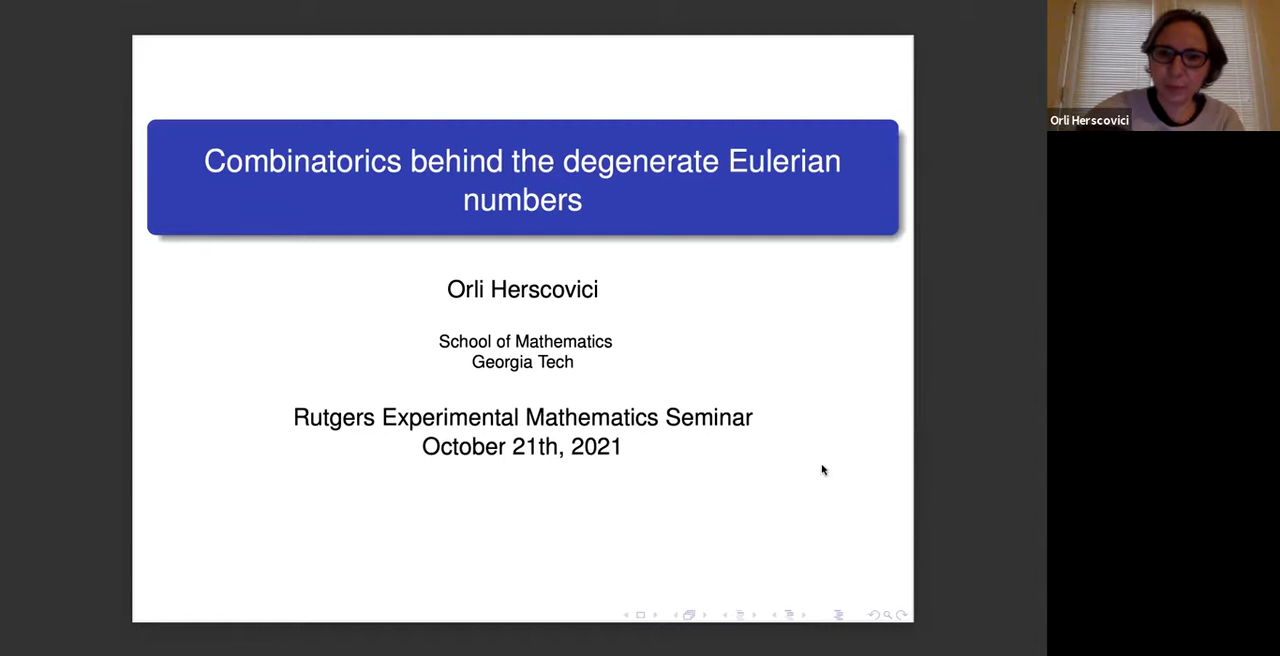 Combinatorics behind the degenerate Eulerian
numbers
Orli Herscovici
School of Mathematics
Georgia Tech
Rutgers Experimental Mathematics Seminar
October 21th, 2021
Orli Herscovici